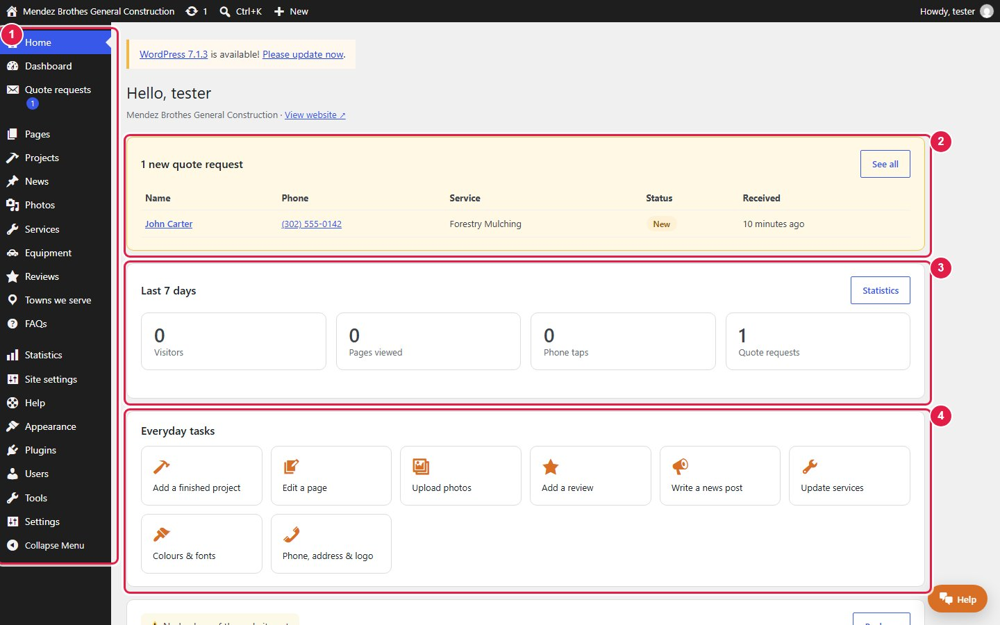 Mendez Brothes General Construction 1 Ctrl+K New Howdy, tester
1
Home
Dashboard
Quote requests
1
Pages
Projects
News
Photos
Services
Equipment
Reviews
Towns we serve
FAQs
Statistics
Site settings
Help
Appearance
Plugins
Users
Tools
Settings
Collapse Menu
WordPress 7.1.3 is available! Please update now.
Hello, tester
Mendez Brothes General Construction · View website ↗
2
1 new quote request See all
Name Phone Service Status Received
John Carter (302) 555-0142 Forestry Mulching New 10 minutes ago
3
Last 7 days Statistics
0 0 0 1
Visitors Pages viewed Phone taps Quote requests
4
Everyday tasks
Add a finished project Edit a page Upload photos Add a review Write a news post Update services
Colours & fonts Phone, address & logo
Help